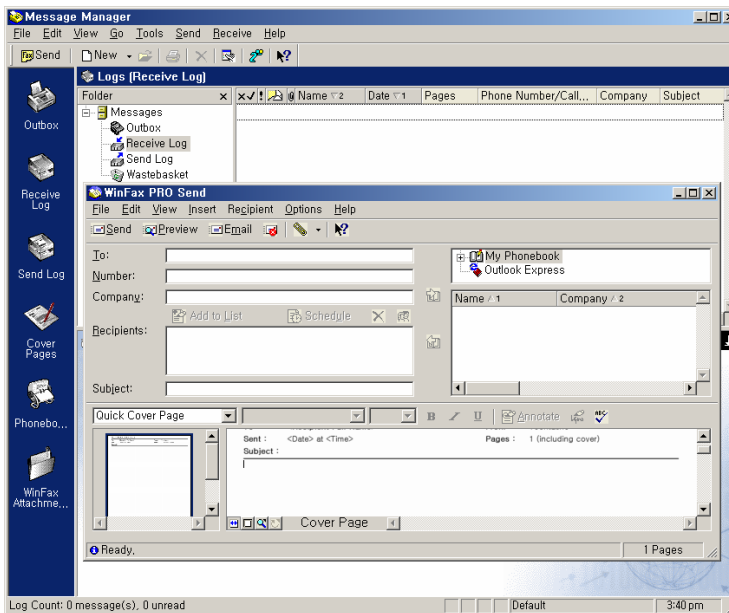 Message Manager
File Edit View Go Tools Send Receive Help
Fax Send New
Logs (Receive Log)
Folder
Name 2 Date 1 Pages Phone Number/Call... Company Subject
Messages
Outbox
Receive Log
Send Log
Wastebasket
Outbox
Receive
Log
Send Log
Cover
Pages
Phonebo...
WinFax
Attachme...
WinFax PRO Send
File Edit View Insert Recipient Options Help
Send Preview Email
To:
Number:
Company:
Add to List Schedule
Recipients:
Subject:
My Phonebook
Outlook Express
Name / 1 Company / 2
Quick Cover Page
B I U Annotate
Sent : <Date> at <Time> Pages : 1 (including cover)
Subject :
Cover Page
Ready, 1 Pages
Log Count: 0 message(s), 0 unread Default 3:40 pm